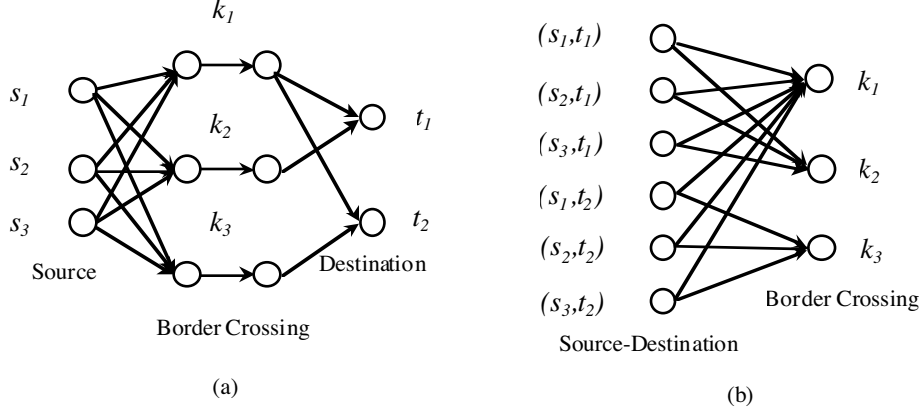 k1
s1
k2
t1
s2
s3
k3
t2
Source
Destination
Border Crossing
(a)
(s1,t1)
k1
(s2,t1)
(s3,t1)
k2
(s1,t2)
(s2,t2)
k3
(s3,t2)
Border Crossing
Source-Destination
(b)